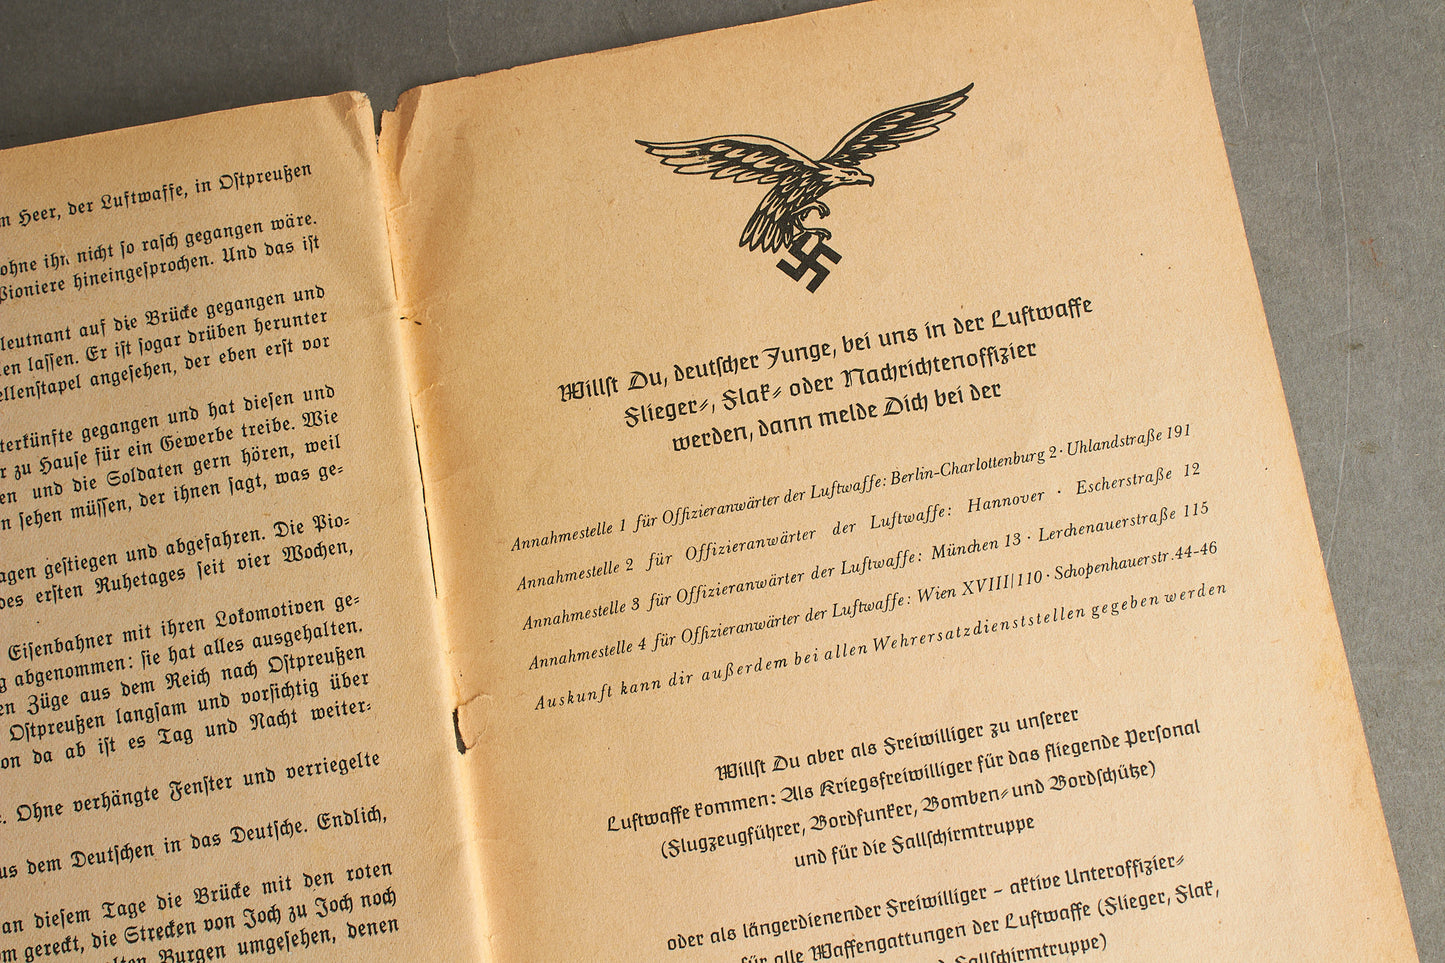 Heer, der Luftwaffe, in Ostpreußen
ohne ihn nicht so rasch gegangen wäre.
Pioniere hineingesprochen. Und das ist
leutnant auf die Brücke gegangen und
lassen. Er ist sogar drüben herunter
angesehen, der eben erst vor
gegangen und hat diesen und
zu Hause für ein Gewerbe treibe. Wie
und die Soldaten gern hören, weil
sehen müssen, der ihnen sagt, was ge-
gestiegen und abgefahren. Die Pio-
des ersten Ruhetages seit vier Wochen,
Eisenbahner mit ihren Lokomotiven ge-
abgenommen: sie hat alles ausgehalten.
Züge aus dem Reich nach Ostpreußen
Ostpreußen langsam und vorsichtig über
da ab ist es Tag und Nacht weiter-
Ohne verhängte Fenster und verriegelte
dem Deutschen in das Deutsche. Endlich,
an diesem Tage die Brücke mit den roten
gereckt, die Strecken von Joch zu Joch noch
Burgen umgesehen, denen
Willst Du, deutscher Junge, bei uns in der Luftwaffe
Flieger-, Flak- oder Nachrichtenoffizier
werden, dann melde Dich bei der
Annahmestelle 1 für Offizieranwärter der Luftwaffe: Berlin-Charlottenburg 2 · Uhlandstraße 191
Annahmestelle 2 für Offizieranwärter der Luftwaffe: Hannover · Escherstraße 12
Annahmestelle 3 für Offizieranwärter der Luftwaffe: München 13 · Lerchenauerstraße 115
Annahmestelle 4 für Offizieranwärter der Luftwaffe: Wien XVIII|110 · Schopenhauerstr. 44-46
Auskunft kann dir außerdem bei allen Wehrersatzdienststellen gegeben werden
Willst Du aber als Freiwilliger zu unserer
Luftwaffe kommen: Als Kriegsfreiwilliger für das fliegende Personal
(Flugzeugführer, Bordfunker, Bomben- und Bordschütze)
und für die Fallschirmtruppe
oder als längerdienender Freiwilliger – aktive Unteroffizier-
für alle Waffengattungen der Luftwaffe (Flieger, Flak,
Fallschirmtruppe)